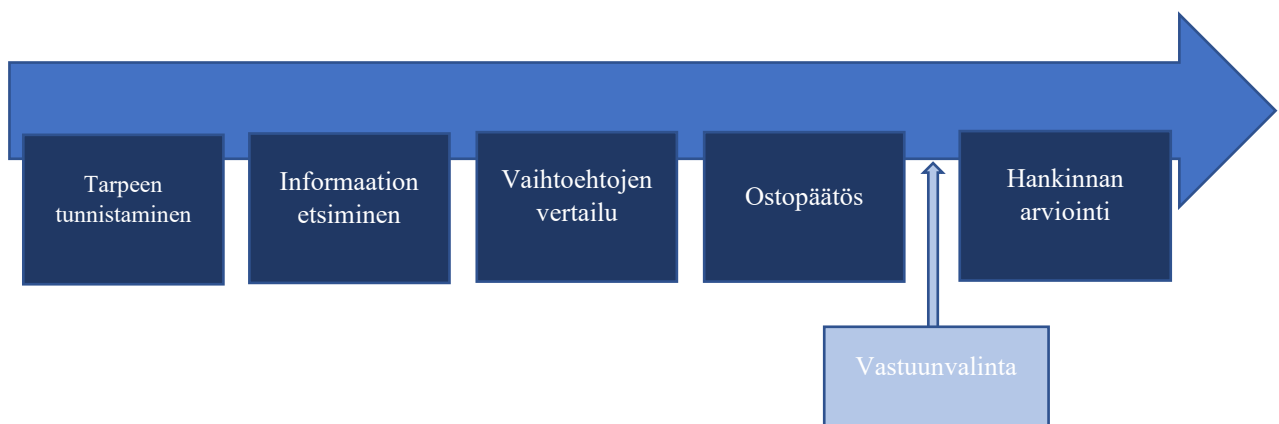 Tarpeen
tunnistaminen
Informaation
etsiminen
Vaihtoehtojen
vertailu
Ostopäätös
Hankinnan
arviointi
Vastuunvalinta